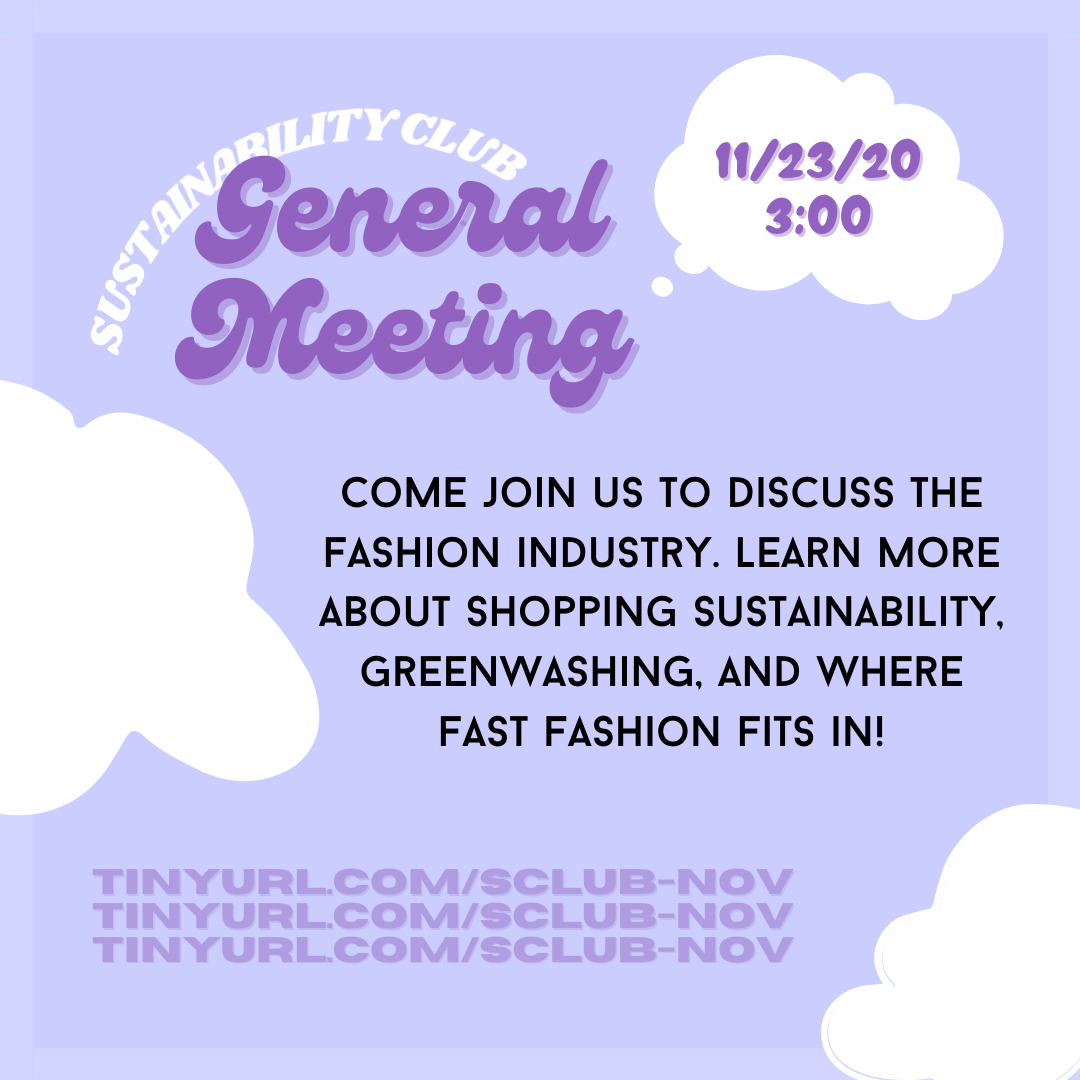 SUSTAINABILITY CLUB
General
Meeting
11/23/20
3:00
COME JOIN US TO DISCUSS THE
FASHION INDUSTRY. LEARN MORE
ABOUT SHOPPING SUSTAINABILITY,
GREENWASHING, AND WHERE
FAST FASHION FITS IN!
TINYURL.COM/SCLUB-NOV
TINYURL.COM/SCLUB-NOV
TINYURL.COM/SCLUB-NOV